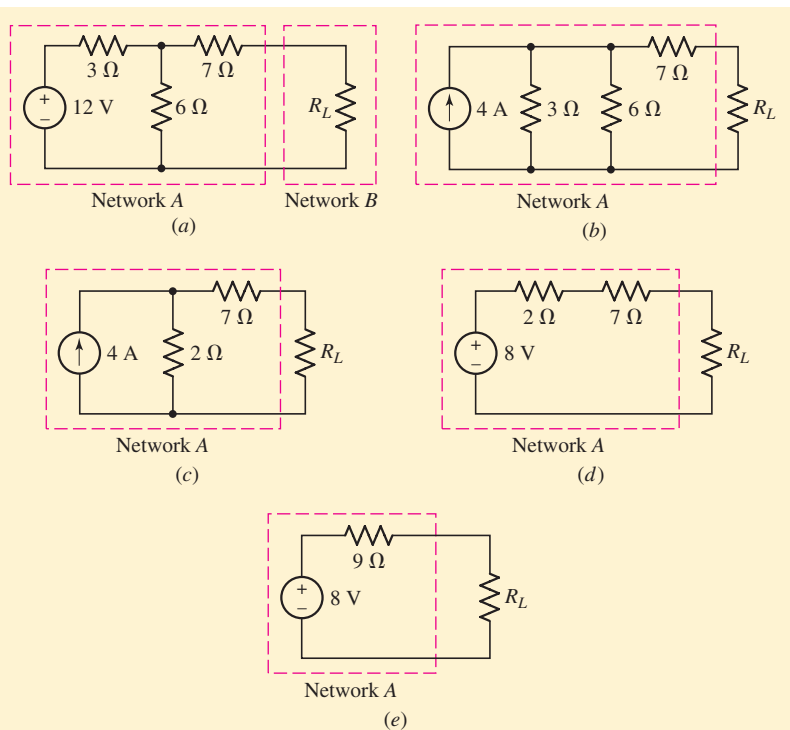 3 Ω 7 Ω
+
12 V
−
6 Ω
R_L
Network A Network B
(a)
7 Ω
4 A 3 Ω 6 Ω R_L
Network A
(b)
7 Ω
4 A 2 Ω R_L
Network A
(c)
2 Ω 7 Ω
+
8 V
−
R_L
Network A
(d)
9 Ω
+
8 V
−
R_L
Network A
(e)